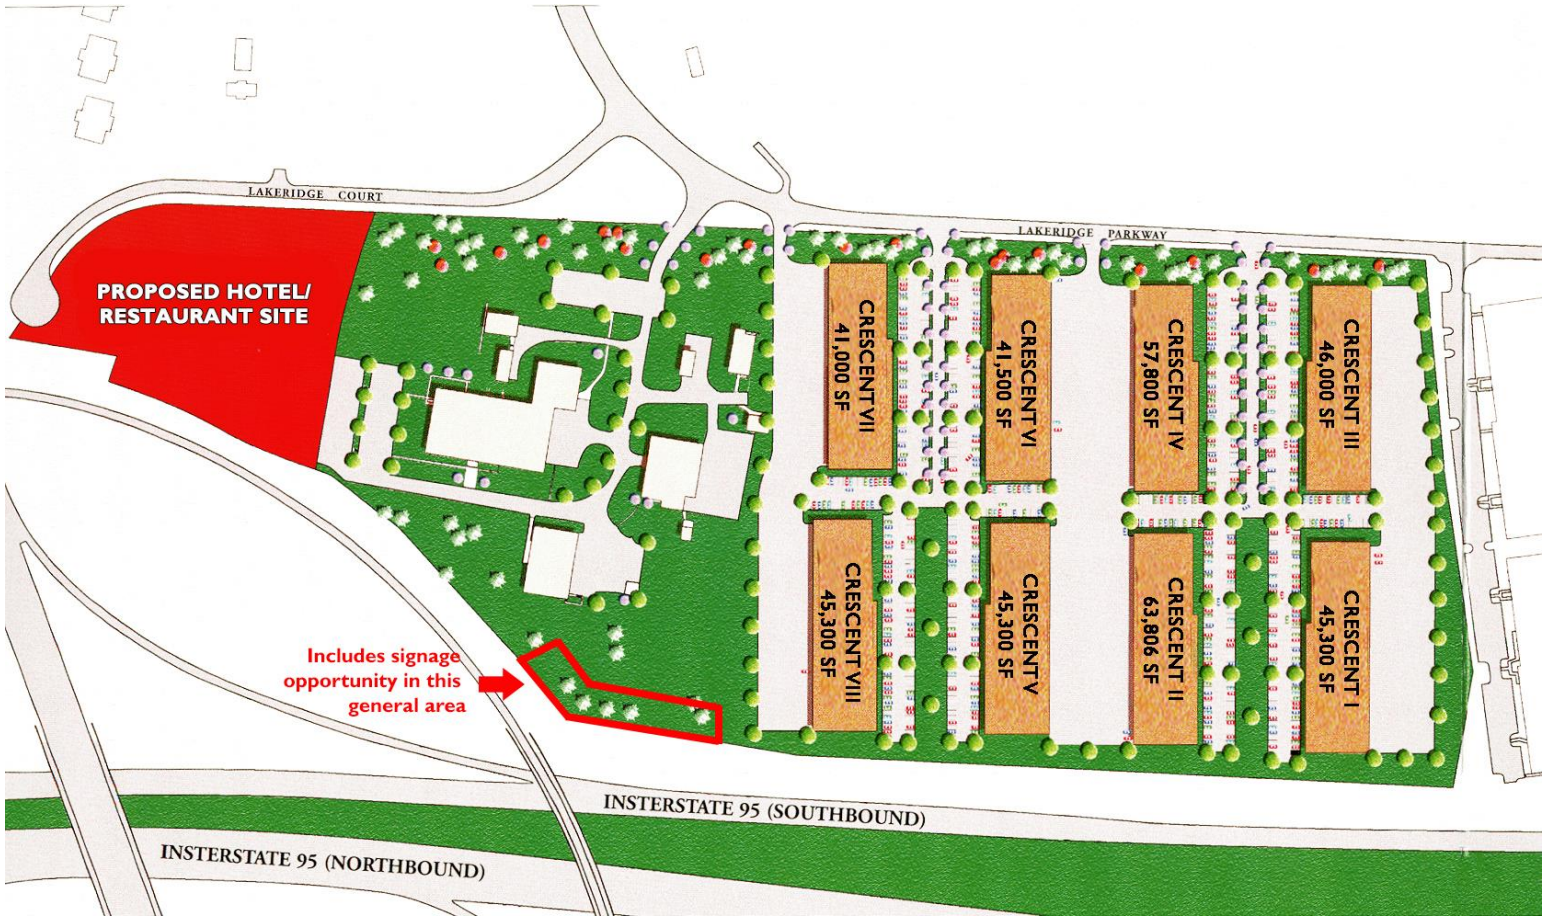 LAKERIDGE COURT
LAKERIDGE PARKWAY
PROPOSED HOTEL/
RESTAURANT SITE
CRESCENT VII
41,000 SF
CRESCENT VI
41,500 SF
CRESCENT IV
57,800 SF
CRESCENT III
46,000 SF
CRESCENT VIII
45,300 SF
CRESCENT V
45,300 SF
CRESCENT II
63,806 SF
CRESCENT I
45,300 SF
Includes signage
opportunity in this
general area
INSTERSTATE 95 (SOUTHBOUND)
INSTERSTATE 95 (NORTHBOUND)